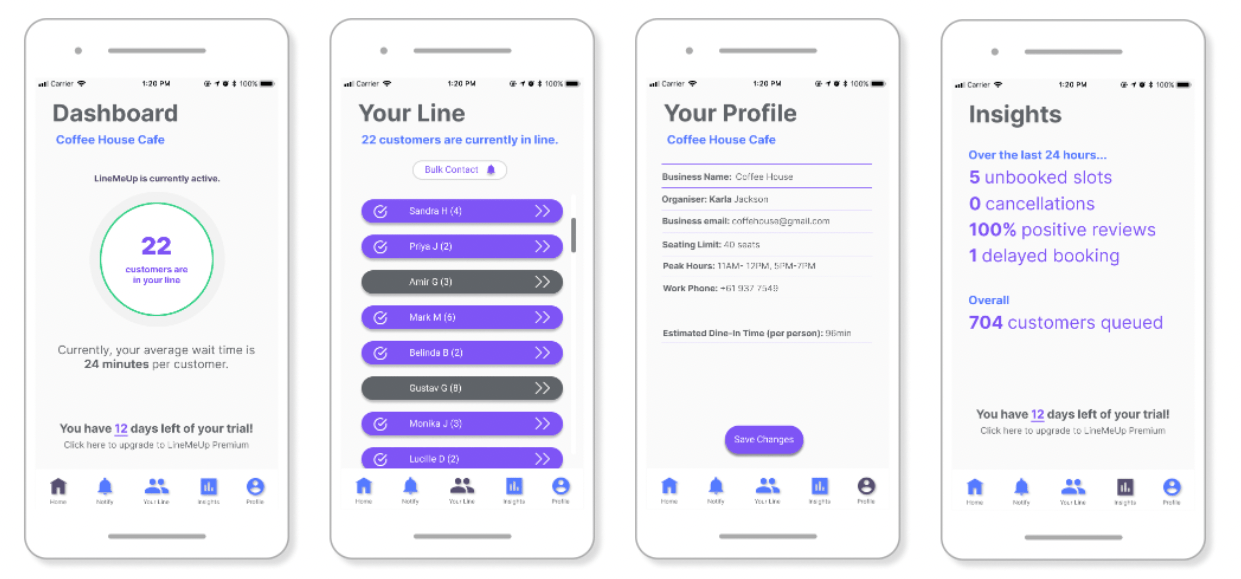 Carrier 1:20 PM 100%
Dashboard
Coffee House Cafe
LineMeUp is currently active.
22
customers are
in your line
Currently, your average wait time is
24 minutes per customer.
You have 12 days left of your trial!
Click here to upgrade to LineMeUp Premium
Home Notify Your Line Insights Profile
Carrier 1:20 PM 100%
Your Line
22 customers are currently in line.
Bulk Contact
Sandra H (4)
Priya J (2)
Amir G (3)
Mark M (6)
Belinda B (2)
Gustav G (8)
Monika J (3)
Lucille D (2)
Home Notify Your Line Insights Profile
Carrier 1:20 PM 100%
Your Profile
Coffee House Cafe
Business Name: Coffee House
Organiser: Karla Jackson
Business email: coffehouse@gmail.com
Seating Limit: 40 seats
Peak Hours: 11AM- 12PM, 5PM-7PM
Work Phone: +61 937 7549
Estimated Dine-In Time (per person): 96min
Save Changes
Home Notify Your Line Insights Profile
Carrier 1:20 PM 100%
Insights
Over the last 24 hours...
5 unbooked slots
0 cancellations
100% positive reviews
1 delayed booking
Overall
704 customers queued
You have 12 days left of your trial!
Click here to upgrade to LineMeUp Premium
Home Notify Your Line Insights Profile